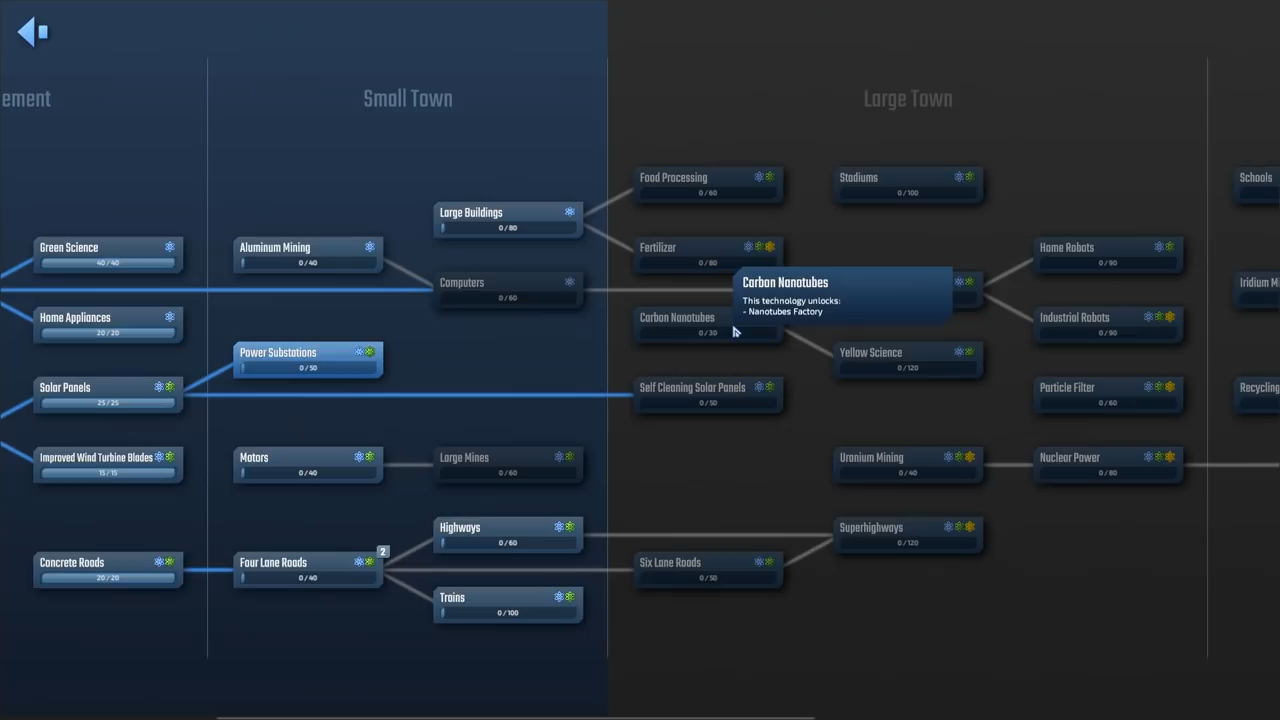 ement
Small Town
Large Town
Food Processing
0/60
Stadiums
0/100
Schools
Large Buildings
0/80
Green Science
40/40
Aluminum Mining
0/40
Fertilizer
0/80
Home Robots
0/90
Computers
0/60
Carbon Nanotubes
This technology unlocks:
- Nanotubes Factory
Iridium M
Home Appliances
20/20
Carbon Nanotubes
0/30
Industrial Robots
0/90
Power Substations
0/50
Yellow Science
0/120
Solar Panels
25/25
Self Cleaning Solar Panels
0/50
Particle Filter
0/60
Recycling
Improved Wind Turbine Blades
15/15
Motors
0/40
Large Mines
0/60
Uranium Mining
0/40
Nuclear Power
0/80
Highways
0/60
Superhighways
0/120
Concrete Roads
20/20
2
Four Lane Roads
0/40
Six Lane Roads
0/50
Trains
0/100